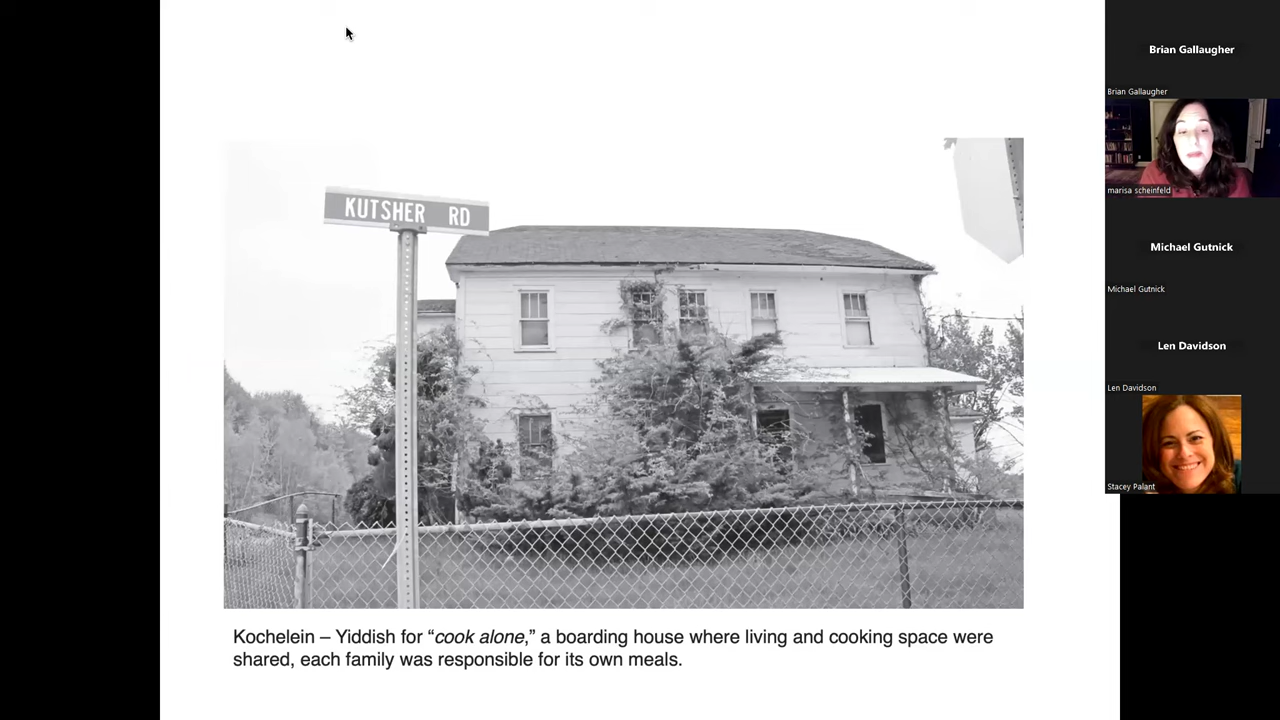 KUTSHER RD
Kochelein – Yiddish for “cook alone,” a boarding house where living and cooking space were
shared, each family was responsible for its own meals.
Brian Gallaugher
Brian Gallaugher
marisa scheinfeld
Michael Gutnick
Michael Gutnick
Len Davidson
Len Davidson
Stacey Palant